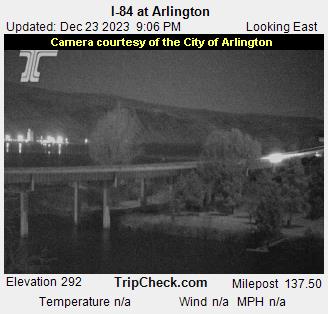 I-84 at Arlington
Updated: Dec 23 2023 9:06 PM Looking East
Camera courtesy of the City of Arlington
Elevation 292 TripCheck.com Milepost 137.50
Temperature n/a Wind n/a MPH n/a